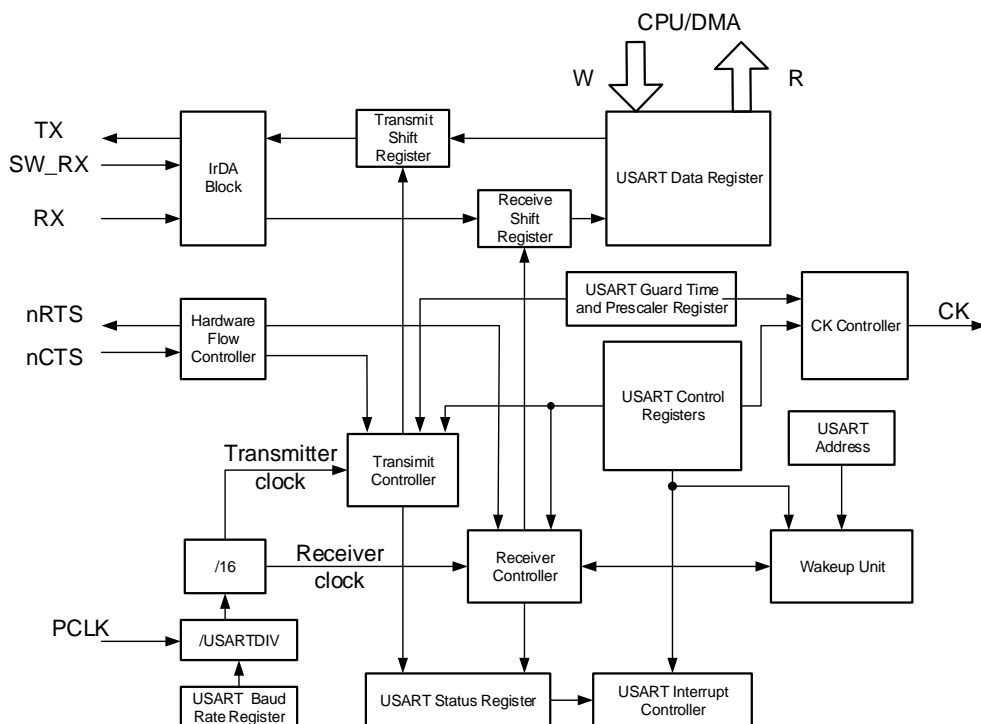 CPU/DMA
W
R
TX
SW_RX
RX
IrDA
Block
Transmit
Shift
Register
Receive
Shift
Register
USART Data Register
nRTS
nCTS
Hardware
Flow
Controller
USART Guard Time
and Prescaler Register
CK Controller
CK
USART Control
Registers
USART
Address
Transmitter
clock
Transimit
Controller
/16
Receiver
clock
Receiver
Controller
Wakeup Unit
PCLK
/USARTDIV
USART Baud
Rate Register
USART Status Register
USART Interrupt
Controller